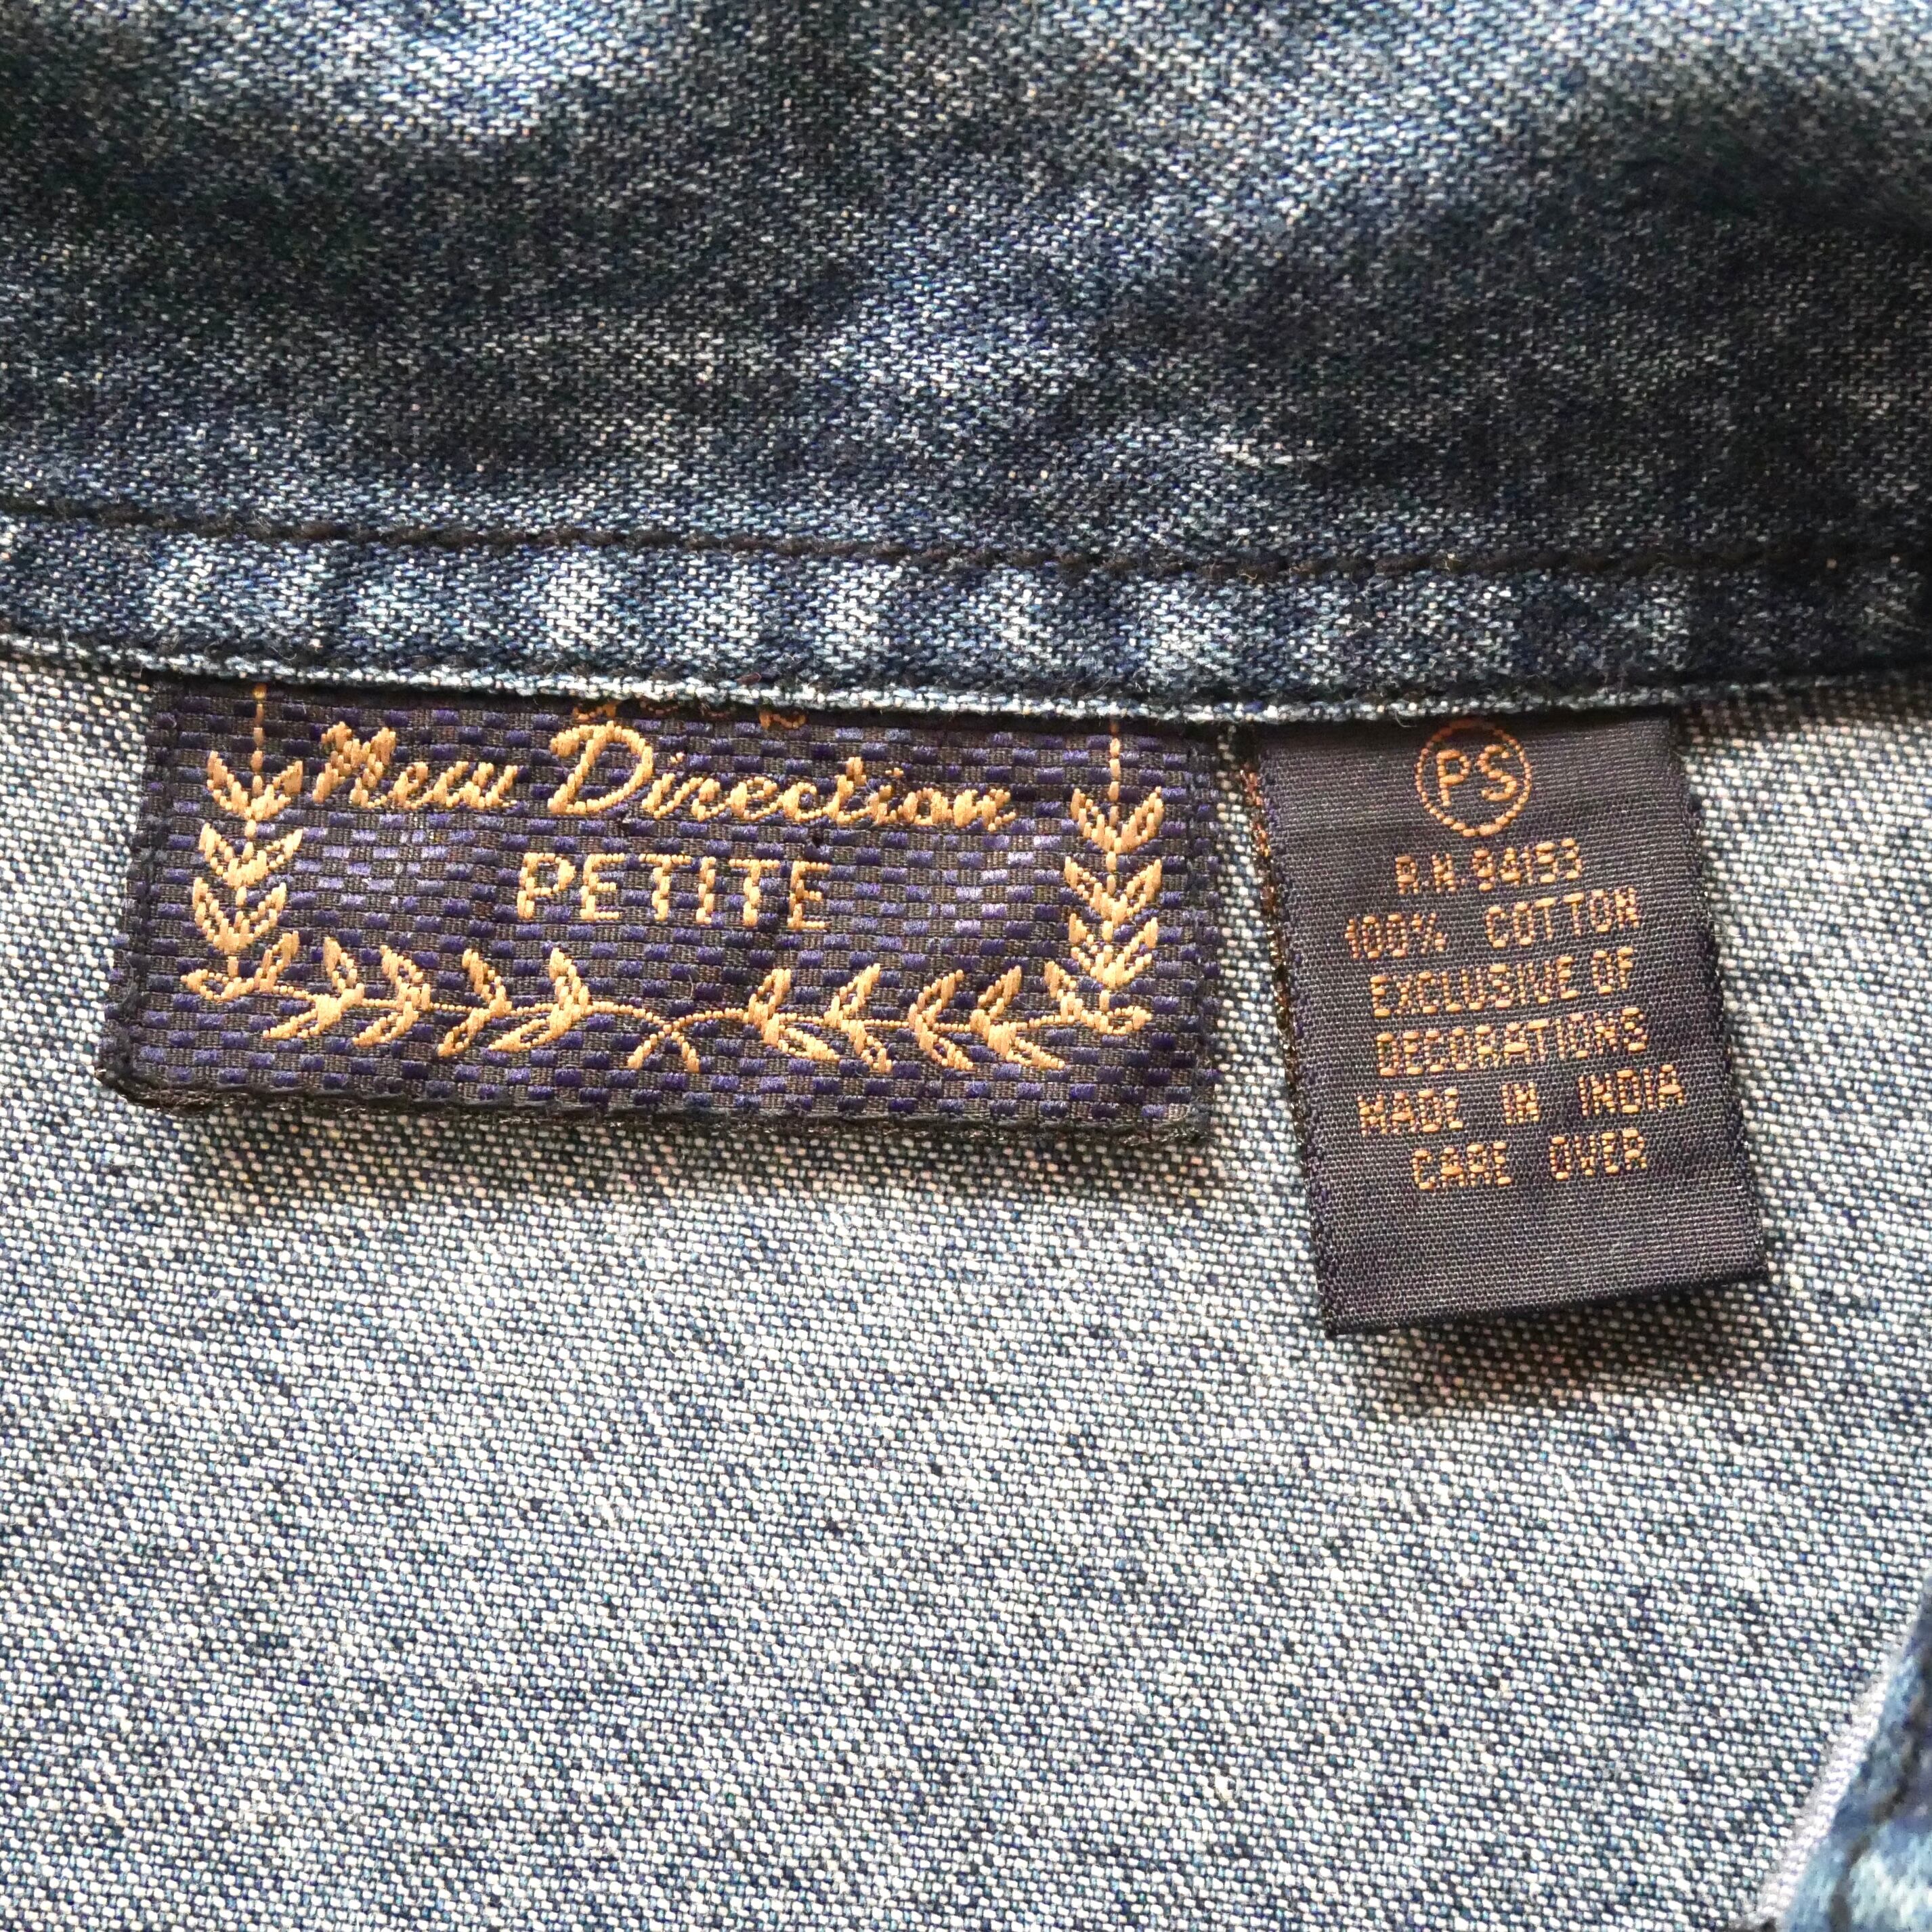 New Direction
PETITE
PS
R.N 94153
100% COTTON
EXCLUSIVE OF
DECORATIONS
MADE IN INDIA
CARE OVER